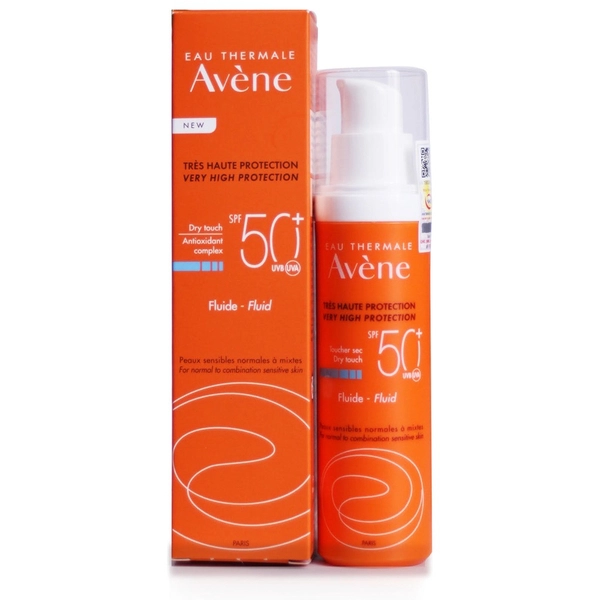 EAU THERMALE
Avène
NEW
TRÈS HAUTE PROTECTION
VERY HIGH PROTECTION
Dry touch
Antioxidant
complex
SPF 50+
UVB UVA
Fluide - Fluid
Peaux sensibles normales à mixtes
For normal to combination sensitive skin
PARIS
EAU THERMALE
Avène
TRÈS HAUTE PROTECTION
VERY HIGH PROTECTION
Toucher sec
Dry touch
SPF 50+
UVB UVA
Fluide - Fluid
Peaux sensibles normales à mixtes
For normal to combination sensitive skin
PARIS